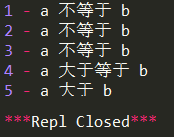 1 - a 不等于 b
2 - a 不等于 b
3 - a 不等于 b
4 - a 大于等于 b
5 - a 大于 b
***Repl Closed***